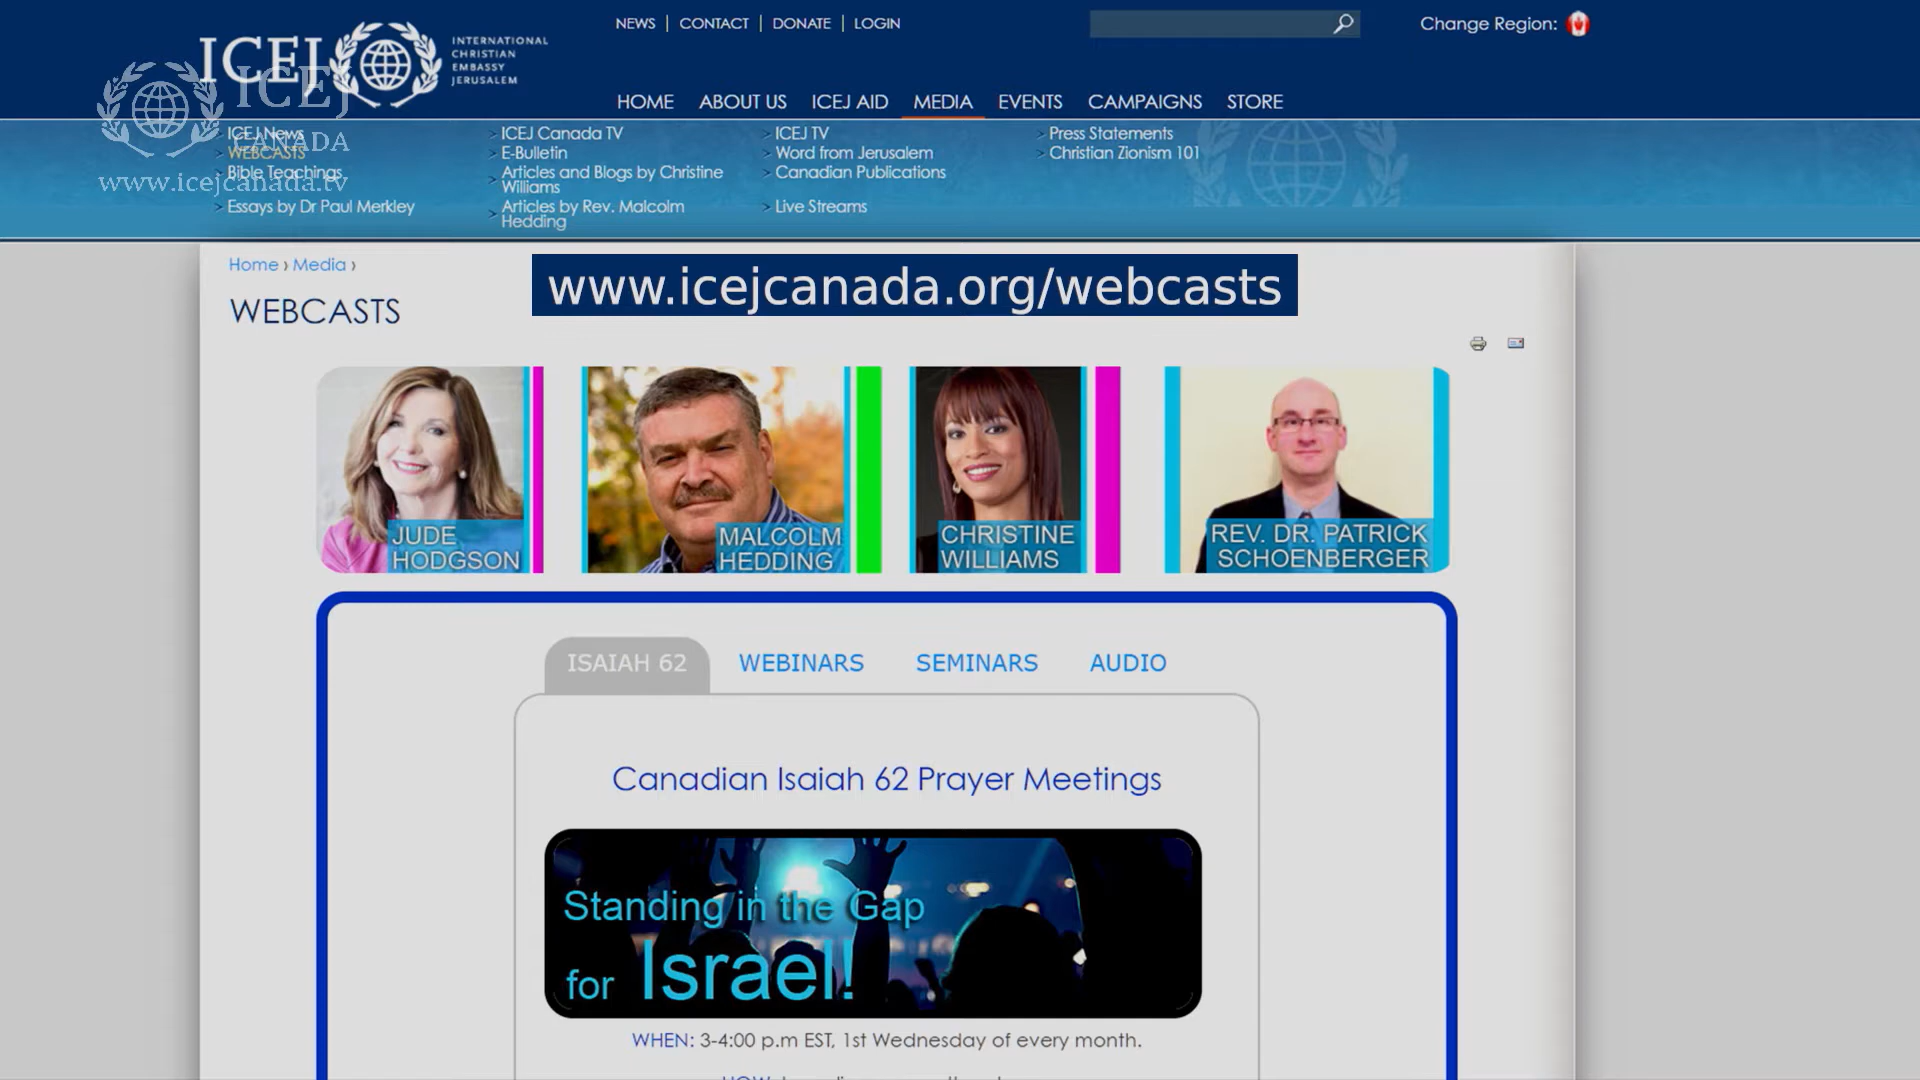 NEWS | CONTACT | DONATE | LOGIN
Change Region:
ICEJ
INTERNATIONAL
CHRISTIAN
EMBASSY
JERUSALEM
ICEJ
CANADA
www.icejcanada.tv
HOME ABOUT US ICEJ AID MEDIA EVENTS CAMPAIGNS STORE
> ICEJ News
> WEBCASTS
> Bible Teachings
> Essays by Dr Paul Merkley
> ICEJ Canada TV
> E-Bulletin
> Articles and Blogs by Christine
Williams
> Articles by Rev. Malcolm
Hedding
> ICEJ TV
> Word from Jerusalem
> Canadian Publications
> Live Streams
> Press Statements
> Christian Zionism 101
Home › Media ›
www.icejcanada.org/webcasts
WEBCASTS
JUDE
HODGSON
MALCOLM
HEDDING
CHRISTINE
WILLIAMS
REV. DR. PATRICK
SCHOENBERGER
ISAIAH 62 WEBINARS SEMINARS AUDIO
Canadian Isaiah 62 Prayer Meetings
Standing in the Gap
for Israel!
WHEN: 3-4:00 p.m EST, 1st Wednesday of every month.